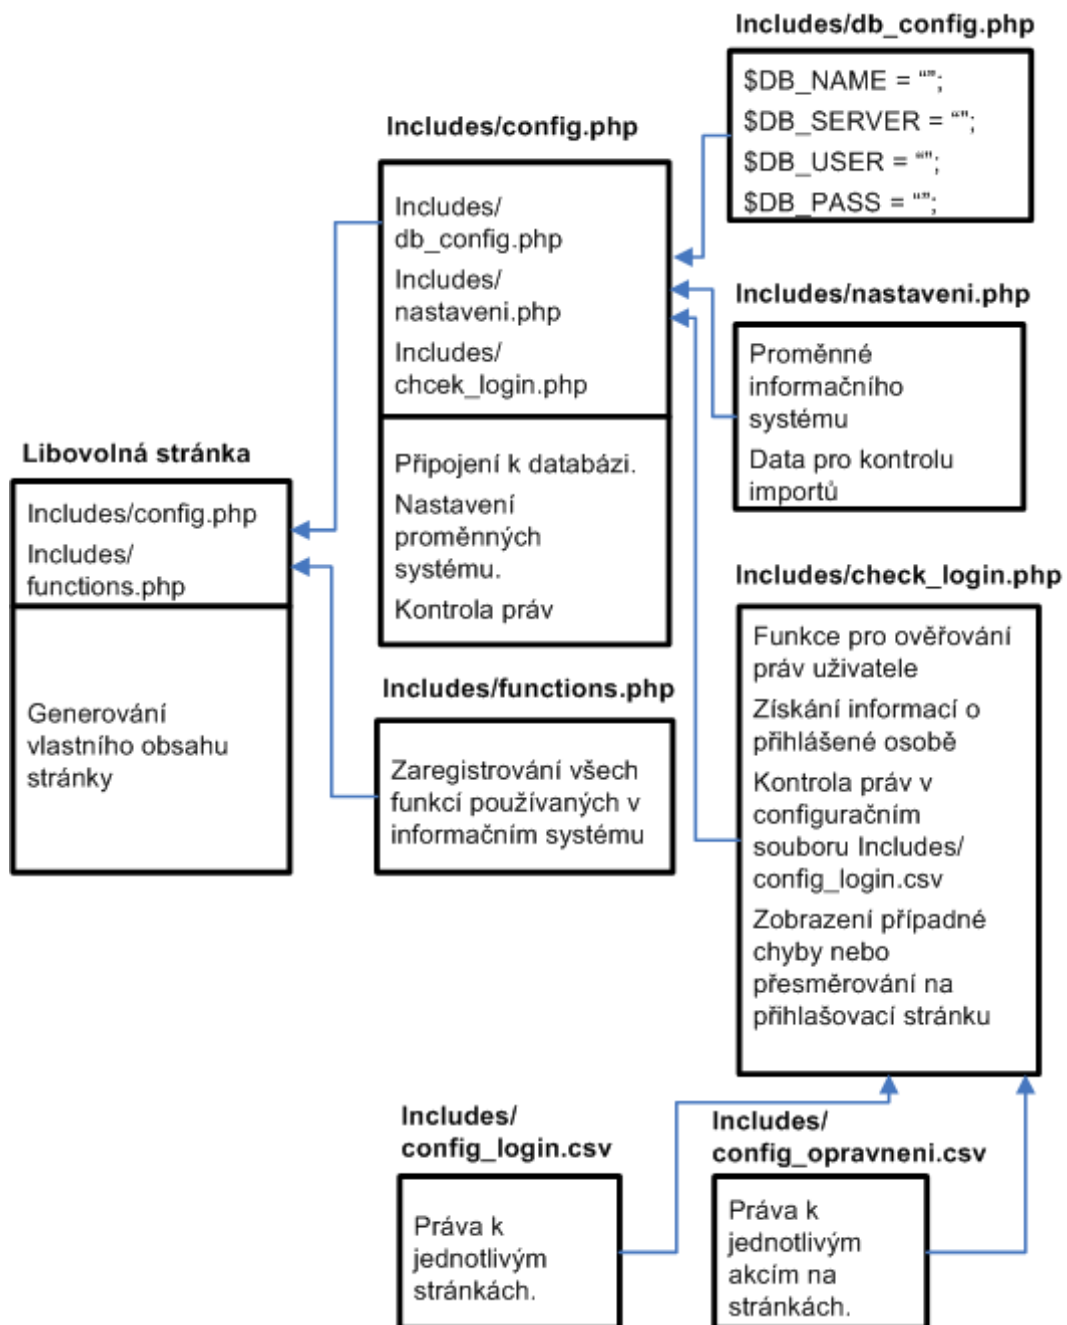 Includes/db_config.php
$DB_NAME = “”;
$DB_SERVER = “”;
$DB_USER = “”;
$DB_PASS = “”;
Includes/config.php
Includes/
db_config.php
Includes/
nastaveni.php
Includes/
chcek_login.php
Připojení k databázi.
Nastavení
proměnných
systému.
Kontrola práv
Includes/nastaveni.php
Proměnné
informačního
systému
Data pro kontrolu
importů
Libovolná stránka
Includes/config.php
Includes/
functions.php
Generování
vlastního obsahu
stránky
Includes/functions.php
Zaregistrování všech
funkcí používaných v
informačním systému
Includes/check_login.php
Funkce pro ověřování
práv uživatele
Získání informací o
přihlášené osobě
Kontrola práv v
configuračním
souboru Includes/
config_login.csv
Zobrazení případné
chyby nebo
přesměrování na
přihlašovací stránku
Includes/
config_login.csv
Práva k
jednotlivým
stránkách.
Includes/
config_opravneni.csv
Práva k
jednotlivým
akcím na
stránkách.